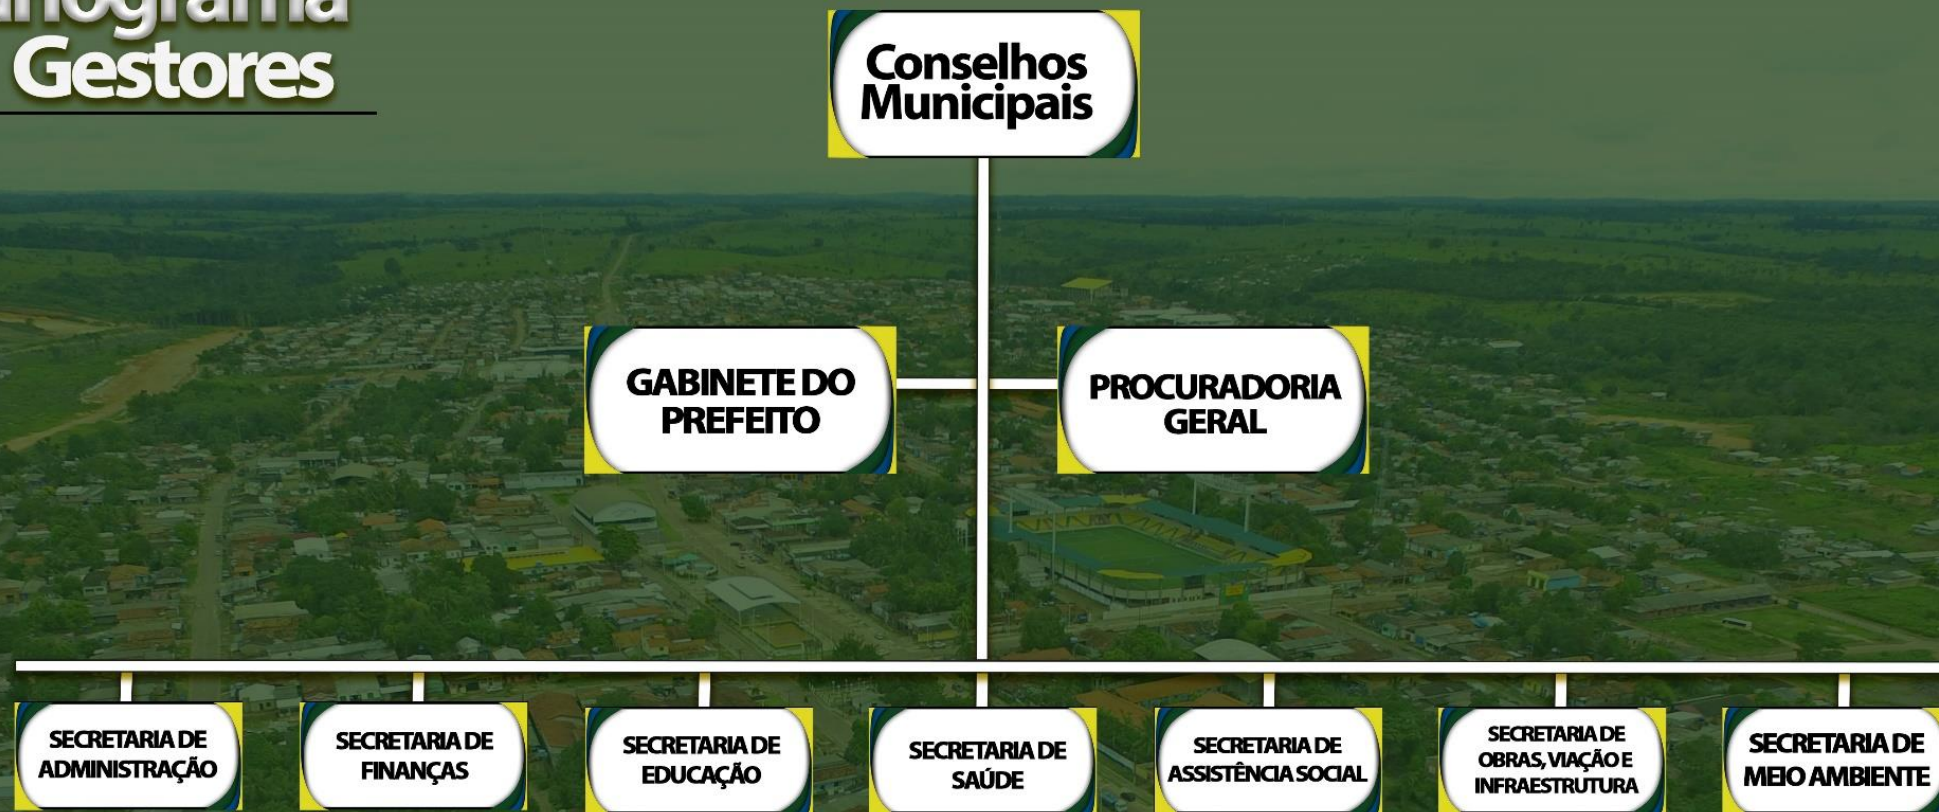 Gestores
Conselhos
Municipais
GABINETE DO
PREFEITO
PROCURADORIA
GERAL
SECRETARIA DE
ADMINISTRAÇÃO
SECRETARIA DE
FINANÇAS
SECRETARIA DE
EDUCAÇÃO
SECRETARIA DE
SAÚDE
SECRETARIA DE
ASSISTÊNCIA SOCIAL
SECRETARIA DE
OBRAS, VIAÇÃO E
INFRAESTRUTURA
SECRETARIA DE
MEIO AMBIENTE